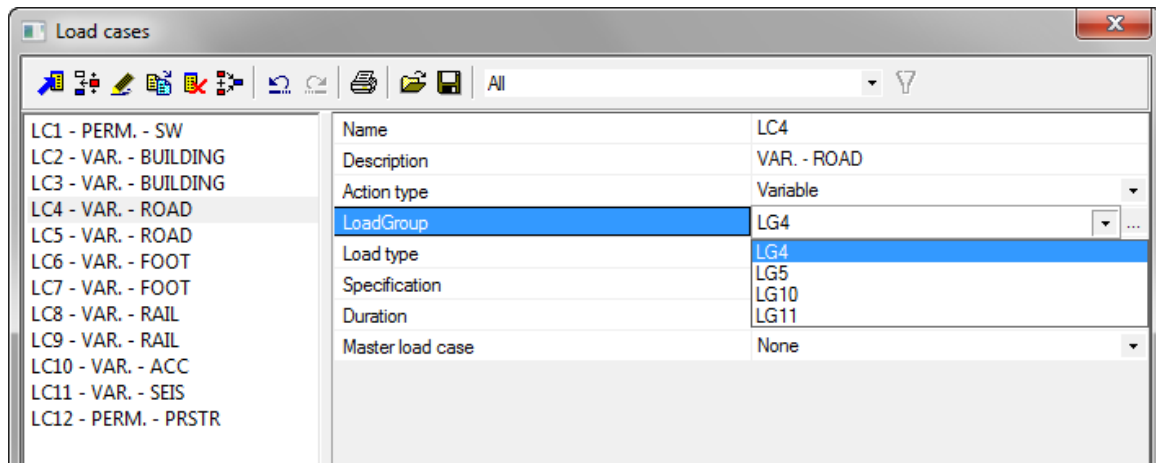 Load cases
All
LC1 - PERM. - SW
LC2 - VAR. - BUILDING
LC3 - VAR. - BUILDING
LC4 - VAR. - ROAD
LC5 - VAR. - ROAD
LC6 - VAR. - FOOT
LC7 - VAR. - FOOT
LC8 - VAR. - RAIL
LC9 - VAR. - RAIL
LC10 - VAR. - ACC
LC11 - VAR. - SEIS
LC12 - PERM. - PRSTR
Name LC4
Description VAR. - ROAD
Action type Variable
LoadGroup LG4 ...
Load type LG4
LG5
Specification LG10
Duration LG11
Master load case None